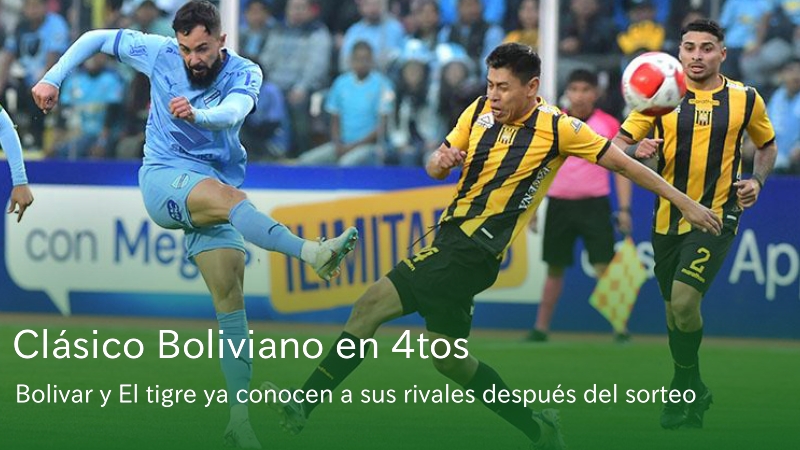 con Meg
ILIMITA
Ap
4
2
Clásico Boliviano en 4tos
Bolivar y El tigre ya conocen a sus rivales después del sorteo